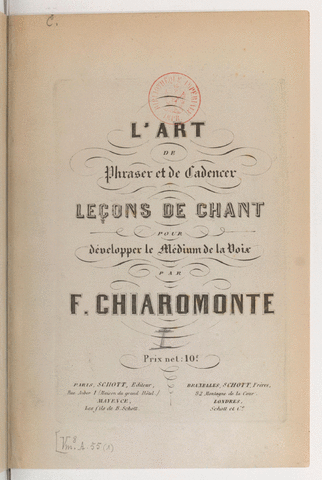 C.
L'ART
DE
Phraser et de Cadencer
LEÇONS DE CHANT
POUR
développer le Médium de la Voix
PAR
F. CHIAROMONTE
I
Prix net: 10f
PARIS, SCHOTT, Editeur,
MAYENCE,
Les fils de B. Schott.
BRUXELLES, SCHOTT, Frères,
82 Montagne de la Cour.
LONDRES,
Schott et Cie.